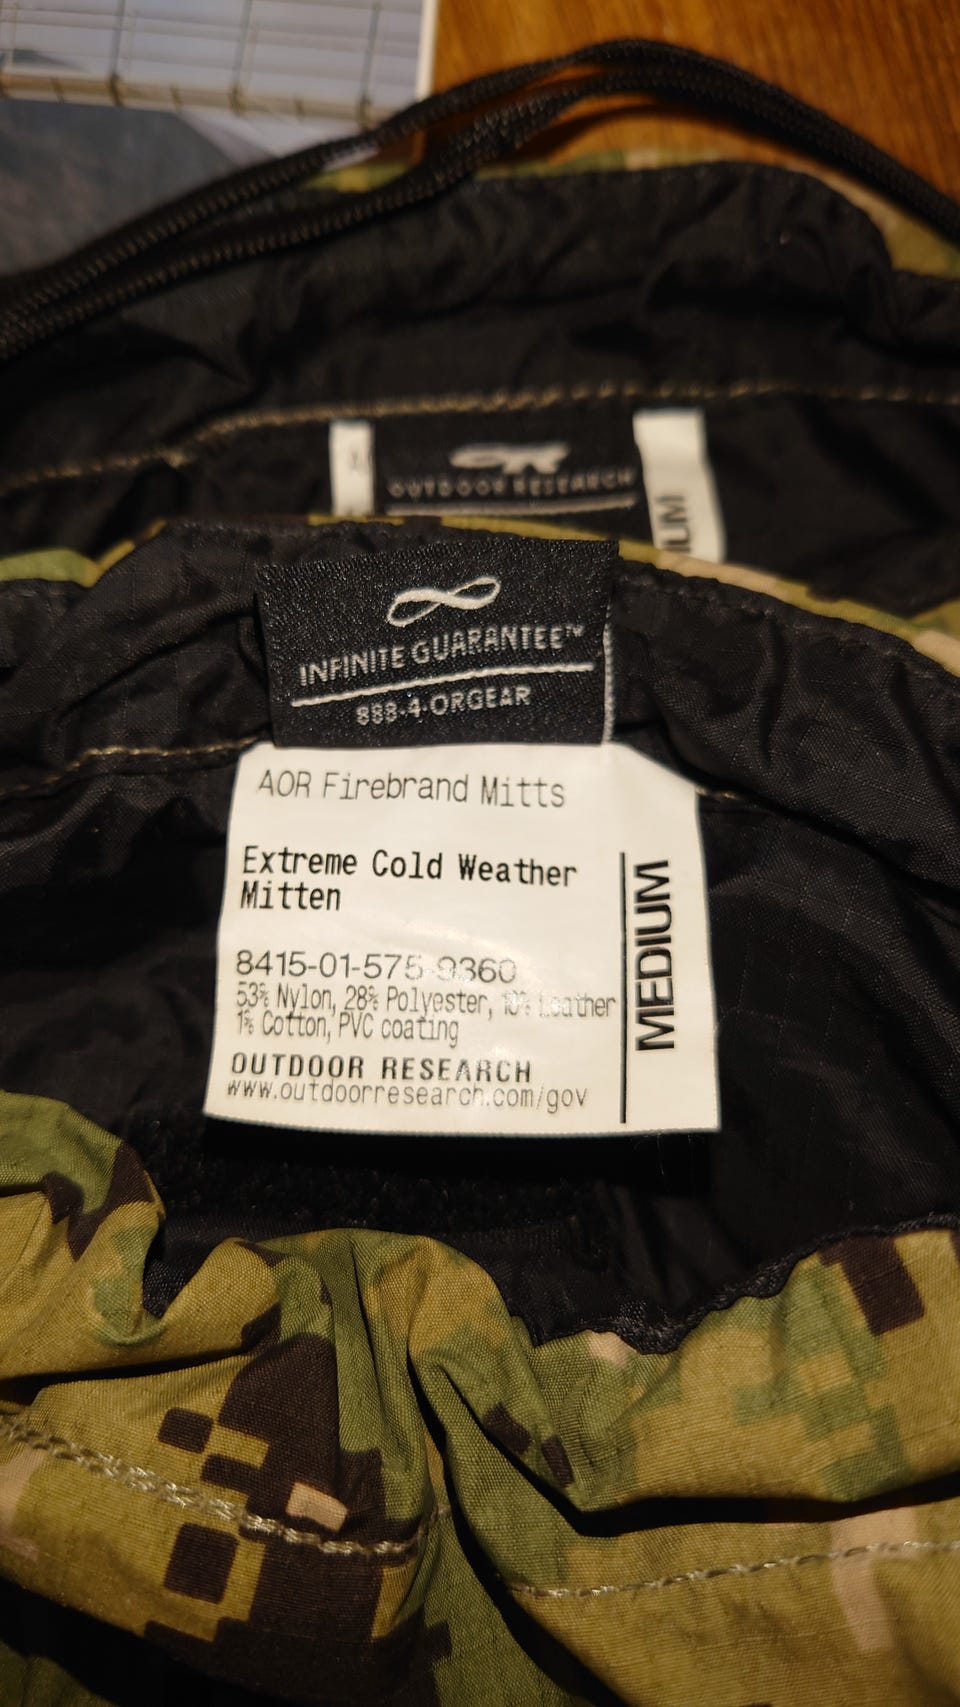 OUTDOOR RESEARCH
INFINITE GUARANTEE™
888·4·ORGEAR
AOR Firebrand Mitts
Extreme Cold Weather
Mitten
8415-01-575-9360
53% Nylon, 28% Polyester, Leather
1% Cotton, PVC coating
OUTDOOR RESEARCH
www.outdoorresearch.com/gov
MEDIUM